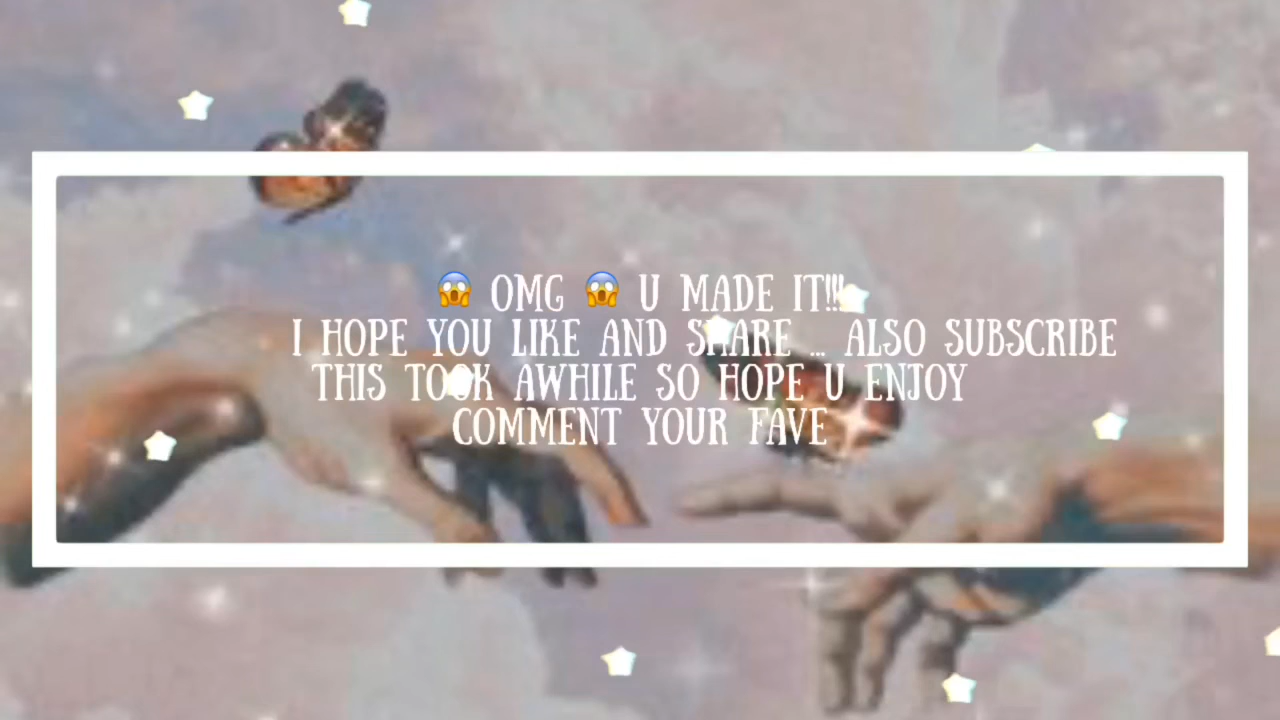 😱 OMG 😱 U MADE IT!!!
I HOPE YOU LIKE AND SHARE ... ALSO SUBSCRIBE
THIS TOOK AWHILE SO HOPE U ENJOY
COMMENT YOUR FAVE